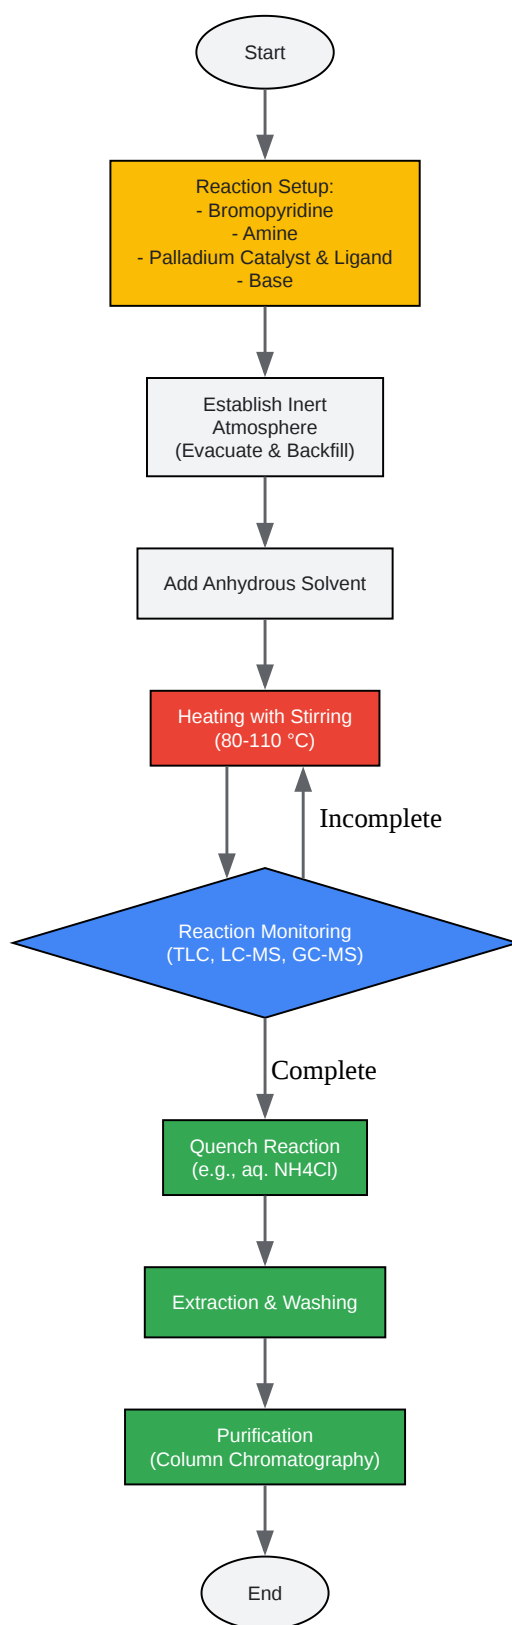 Start
Reaction Setup:
- Bromopyridine
- Amine
- Palladium Catalyst & Ligand
- Base
Establish Inert
Atmosphere
(Evacuate & Backfill)
Add Anhydrous Solvent
Heating with Stirring
(80-110 °C)
Incomplete
Reaction Monitoring
(TLC, LC-MS, GC-MS)
Complete
Quench Reaction
(e.g., aq. NH4Cl)
Extraction & Washing
Purification
(Column Chromatography)
End